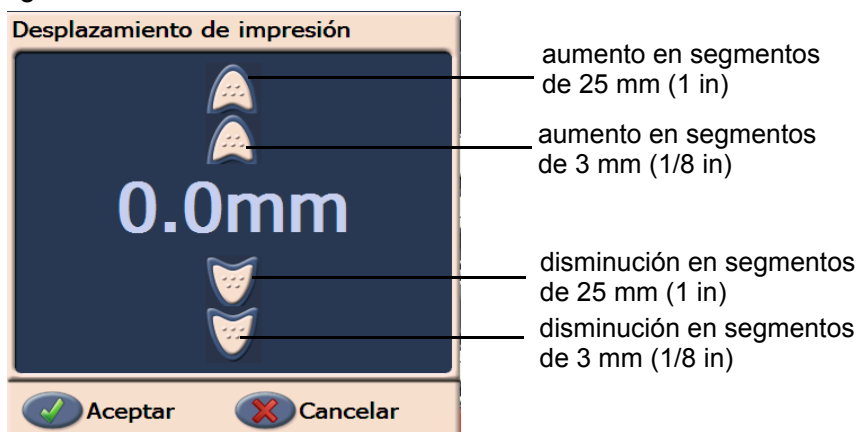 Desplazamiento de impresión
aumento en segmentos
de 25 mm (1 in)
aumento en segmentos
de 3 mm (1/8 in)
0.0mm
disminución en segmentos
de 25 mm (1 in)
disminución en segmentos
de 3 mm (1/8 in)
Aceptar
Cancelar